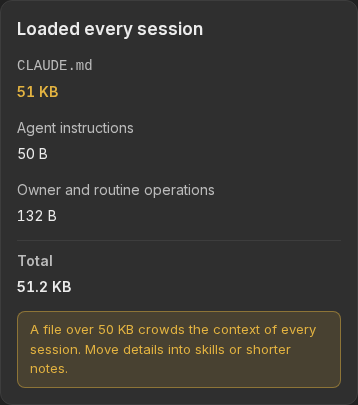 Loaded every session
CLAUDE.md
51 KB
Agent instructions
50 B
Owner and routine operations
132 B
Total
51.2 KB
A file over 50 KB crowds the context of every
session. Move details into skills or shorter
notes.